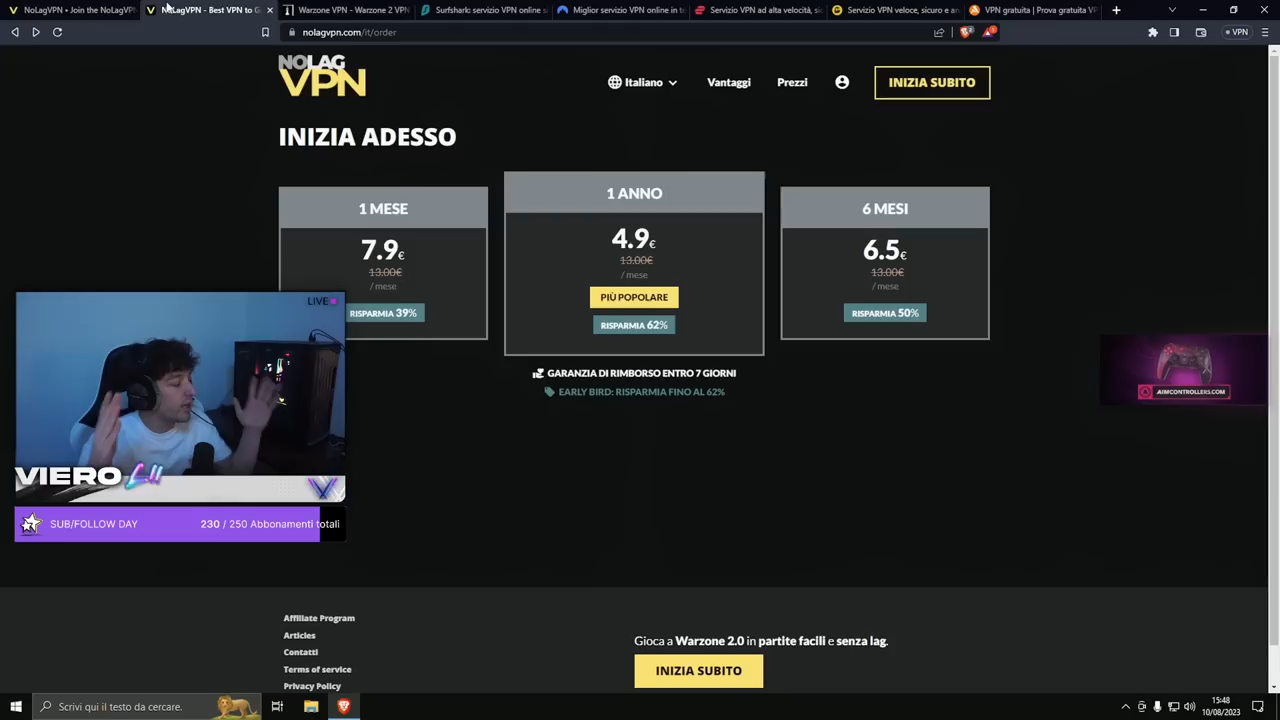 NoLagVPN • Join the NoLagVPN
NoLagVPN - Best VPN to G
Warzone VPN - Warzone 2 VPN
Surfshark: servizio VPN online s
Miglior servizio VPN online in t
Servizio VPN ad alta velocità, si
Servizio VPN veloce, sicuro e an
VPN gratuita | Prova gratuita VP
nolagvpn.com/it/order
VPN
NOLAG
VPN
Italiano
Vantaggi
Prezzi
INIZIA SUBITO
INIZIA ADESSO
1 MESE
7.9€
13.00€
/ mese
RISPARMIA 39%
1 ANNO
4.9€
13.00€
/ mese
PIÙ POPOLARE
RISPARMIA 62%
6 MESI
6.5€
13.00€
/ mese
RISPARMIA 50%
GARANZIA DI RIMBORSO ENTRO 7 GIORNI
EARLY BIRD: RISPARMIA FINO AL 62%
LIVE
VIERO
SUB/FOLLOW DAY
230 / 250 Abbonamenti totali
AIMCONTROLLERS.COM
Affiliate Program
Articles
Contatti
Terms of service
Privacy Policy
Gioca a Warzone 2.0 in partite facili e senza lag.
INIZIA SUBITO
Scrivi qui il testo da cercare.
15:48
10/08/2023